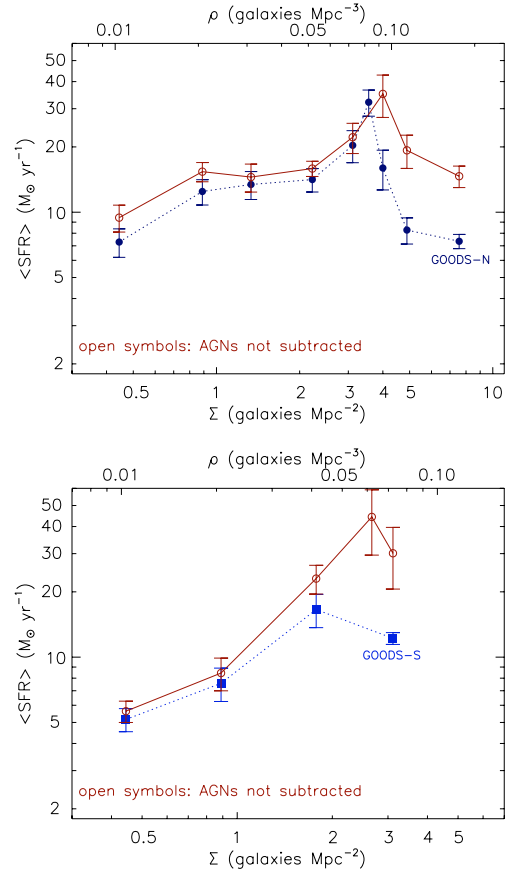 ρ (galaxies Mpc⁻³)
0.01 0.05 0.10
50
40
30
20
10
5
2
<SFR> (M☉ yr⁻¹)
GOODS-N
open symbols: AGNs not subtracted
0.5 1 2 3 4 5 10
Σ (galaxies Mpc⁻²)
ρ (galaxies Mpc⁻³)
0.01 0.05 0.10
50
40
30
20
10
5
2
<SFR> (M☉ yr⁻¹)
GOODS-S
open symbols: AGNs not subtracted
0.5 1 2 3 4 5
Σ (galaxies Mpc⁻²)